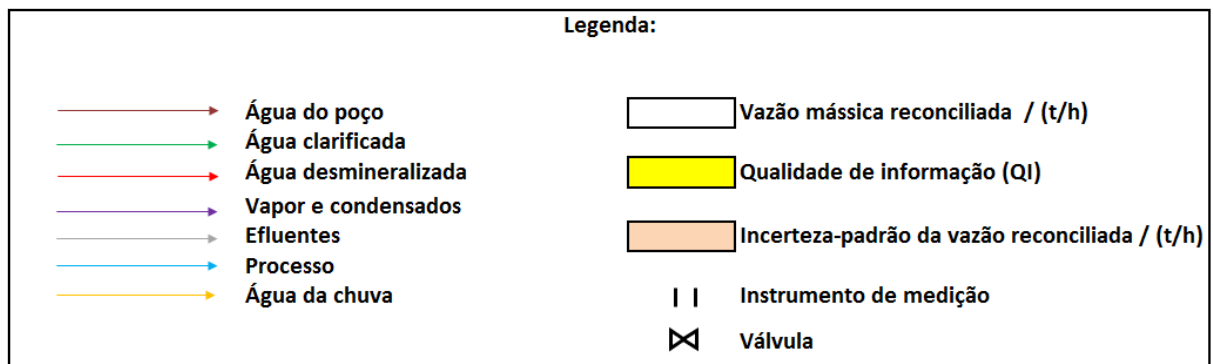 Legenda:
Água do poço
Água clarificada
Água desmineralizada
Vapor e condensados
Efluentes
Processo
Água da chuva
Vazão mássica reconciliada / (t/h)
Qualidade de informação (QI)
Incerteza-padrão da vazão reconciliada / (t/h)
Instrumento de medição
Válvula